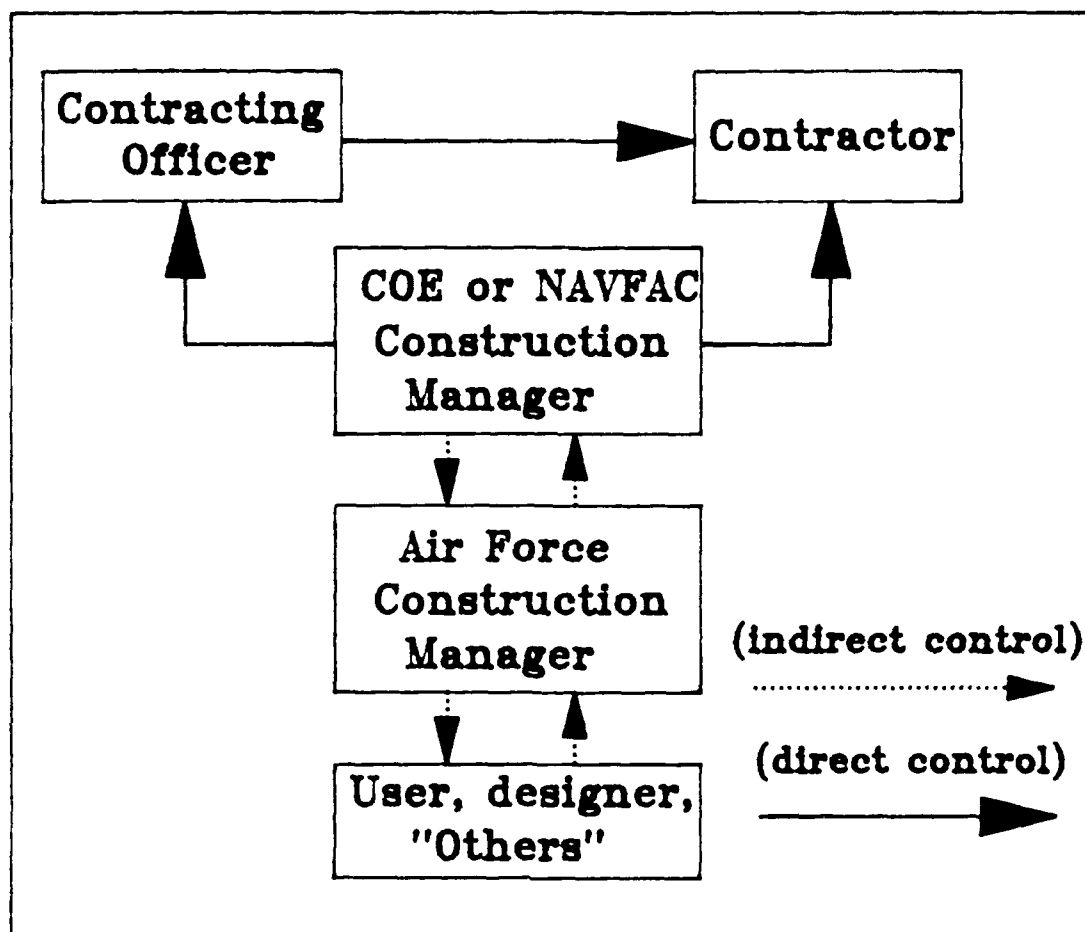 Contracting
Officer
Contractor
COE or NAVFAC
Construction
Manager
Air Force
Construction
Manager
(indirect control)
(direct control)
User, designer,
"Others"